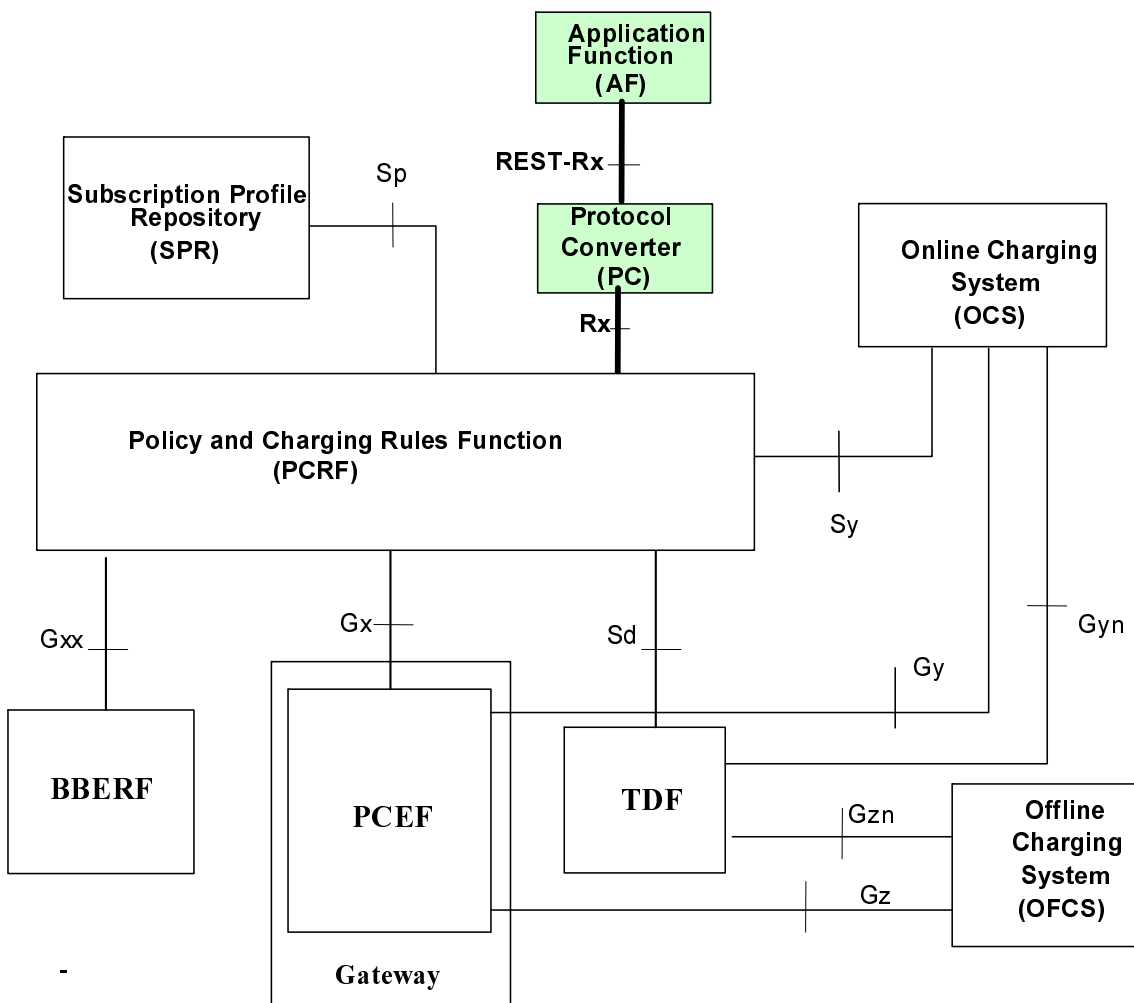 Application
Function
(AF)
REST-Rx
Sp
Subscription Profile
Repository
(SPR)
Protocol
Converter
(PC)
Online Charging
System
(OCS)
Rx
Policy and Charging Rules Function
(PCRF)
Sy
Gxx
Gx
Sd
Gyn
Gy
BBERF
PCEF
TDF
Gzn
Offline
Charging
System
(OFCS)
Gz
Gateway
-